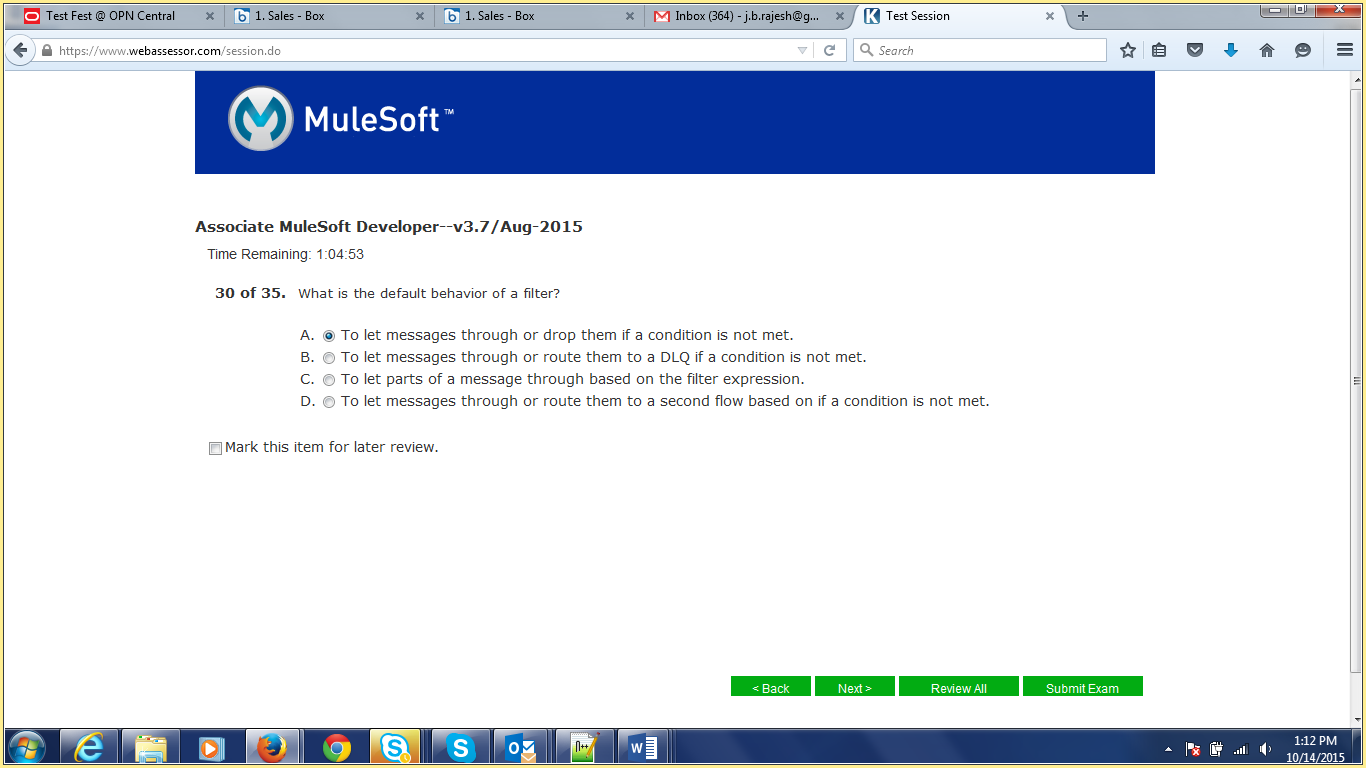 Test Fest @ OPN Central
1. Sales - Box
1. Sales - Box
Inbox (364) - j.b.rajesh@g...
Test Session
https://www.webassessor.com/session.do
Search
MuleSoft™
Associate MuleSoft Developer--v3.7/Aug-2015
Time Remaining: 1:04:53
30 of 35. What is the default behavior of a filter?
A. To let messages through or drop them if a condition is not met.
B. To let messages through or route them to a DLQ if a condition is not met.
C. To let parts of a message through based on the filter expression.
D. To let messages through or route them to a second flow based on if a condition is not met.
Mark this item for later review.
< Back
Next >
Review All
Submit Exam
1:12 PM
10/14/2015